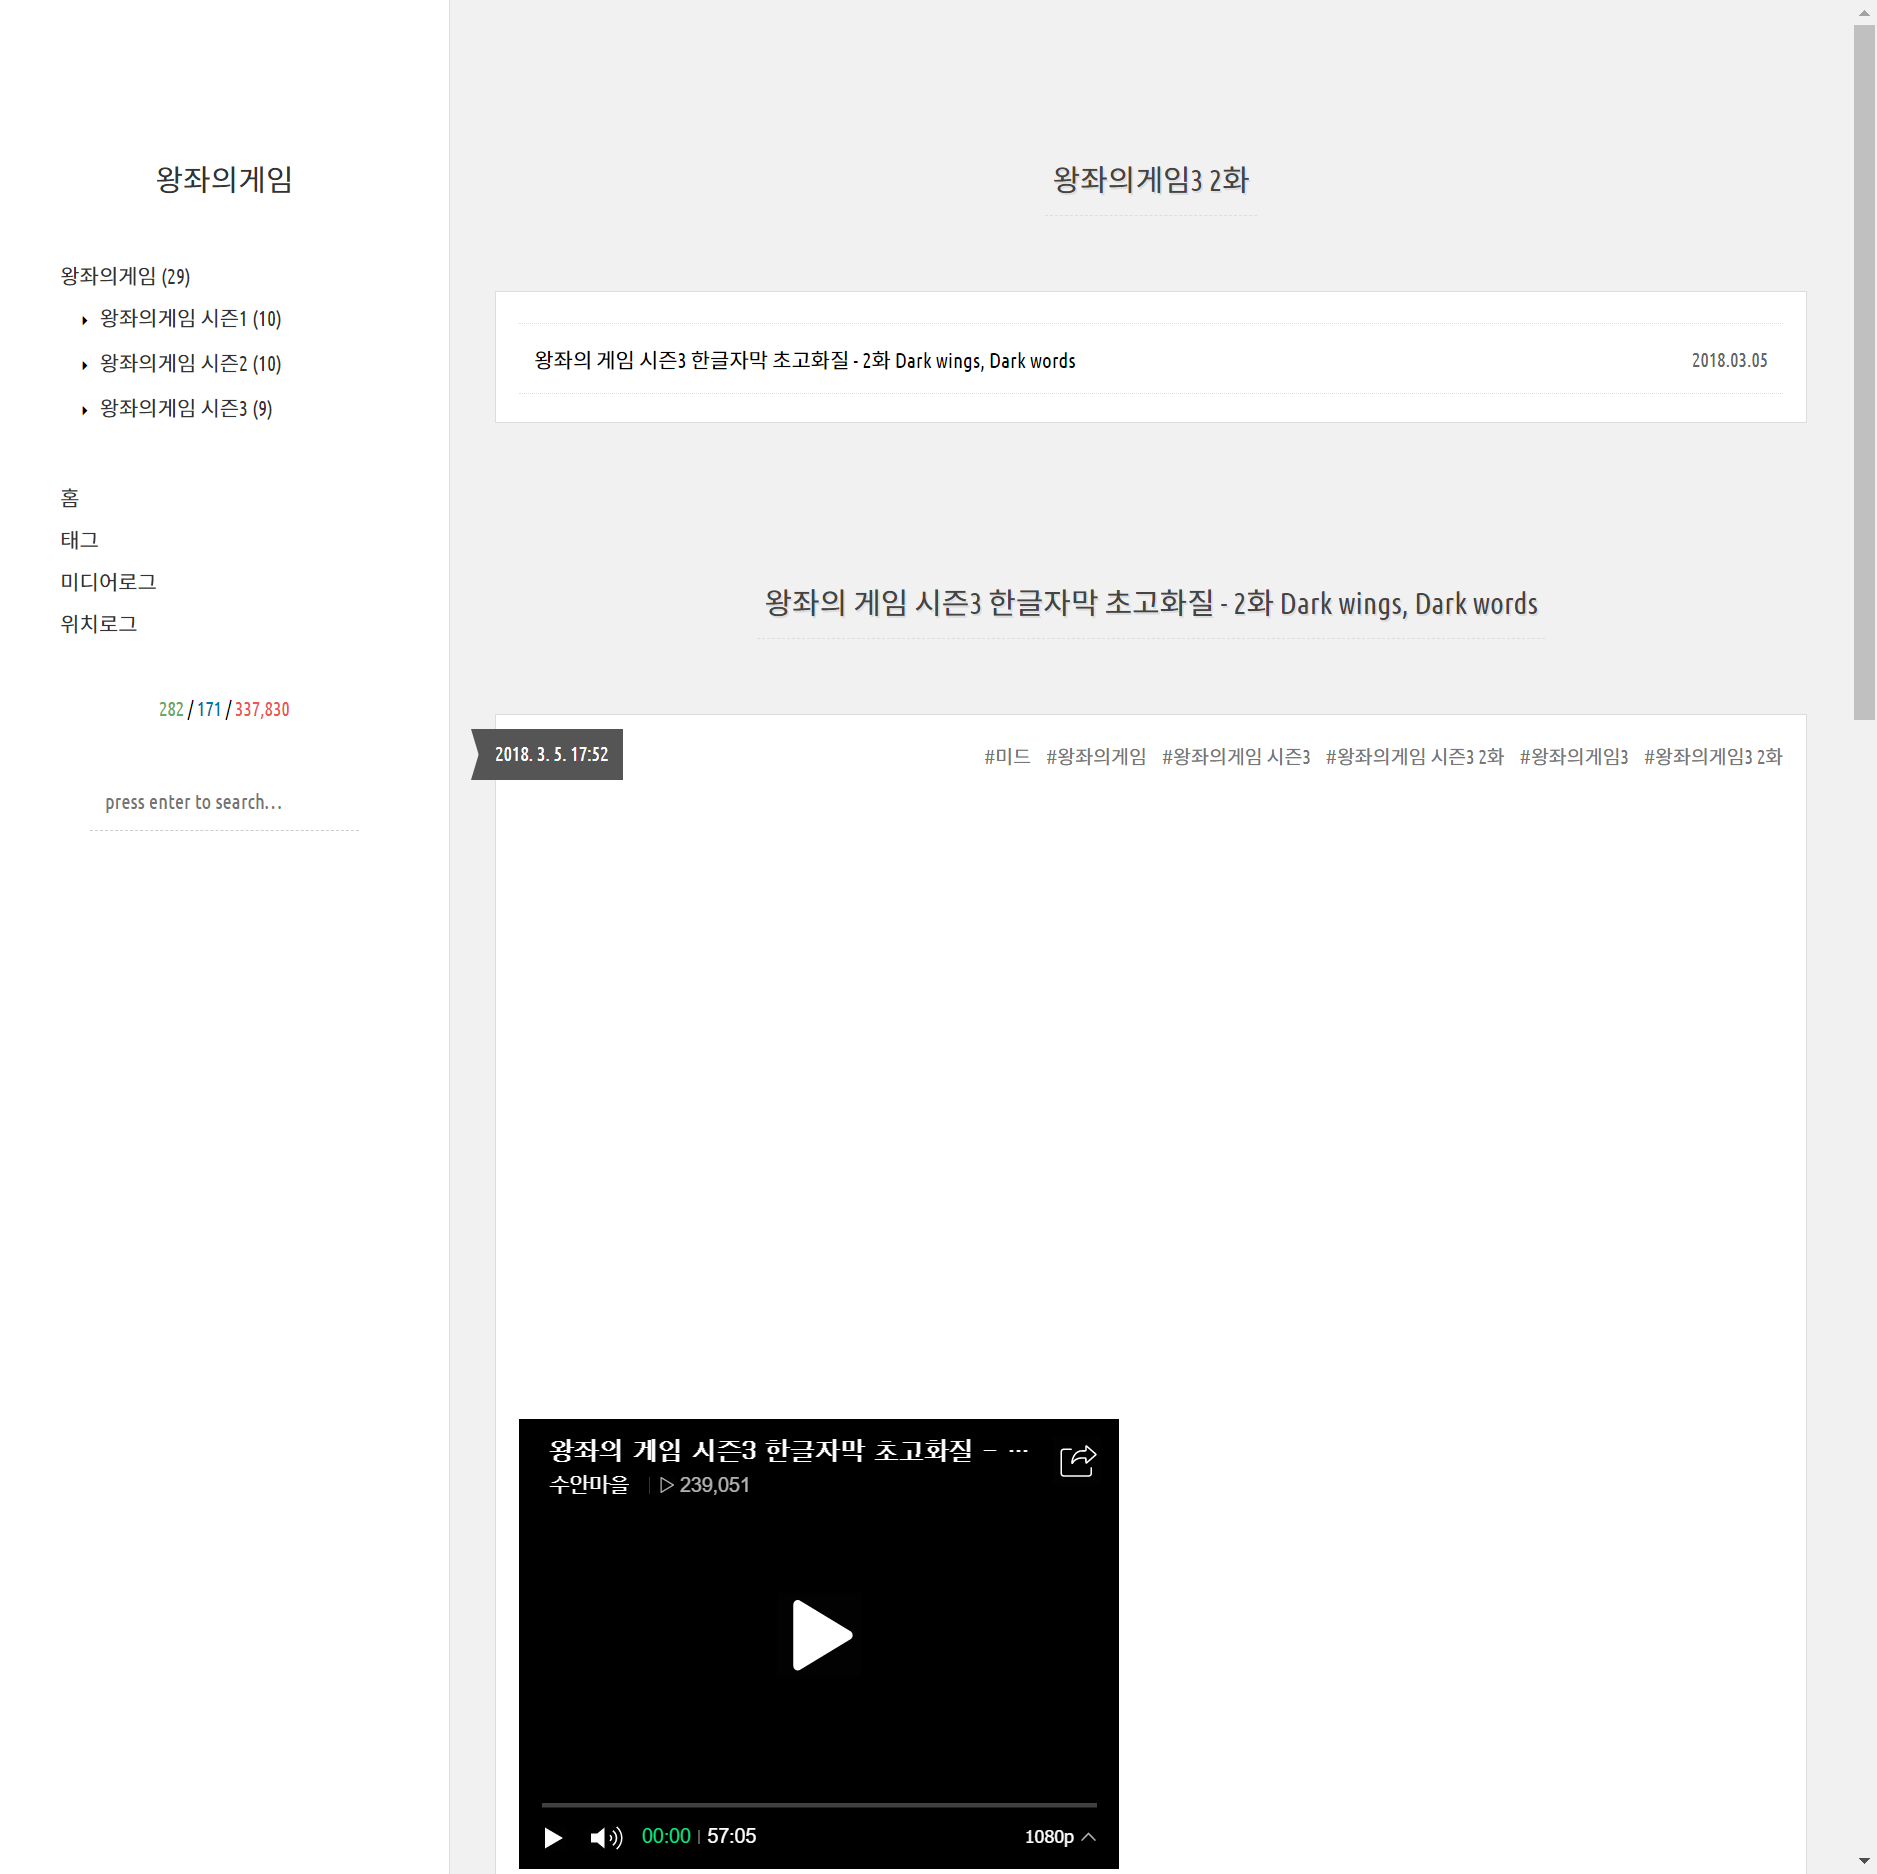 왕좌의게임
왕좌의게임 (29)
왕좌의게임 시즌1 (10)
왕좌의게임 시즌2 (10)
왕좌의게임 시즌3 (9)
홈
태그
미디어로그
위치로그
282 / 171 / 337,830
press enter to search...
왕좌의게임3 2화
왕좌의 게임 시즌3 한글자막 초고화질 - 2화 Dark wings, Dark words 2018.03.05
왕좌의 게임 시즌3 한글자막 초고화질 - 2화 Dark wings, Dark words
2018. 3. 5. 17:52
#미드 #왕좌의게임 #왕좌의게임 시즌3 #왕좌의게임 시즌3 2화 #왕좌의게임3 #왕좌의게임3 2화
왕좌의 게임 시즌3 한글자막 초고화질 – ...
수안마을 239,051
00:00 57:05 1080p